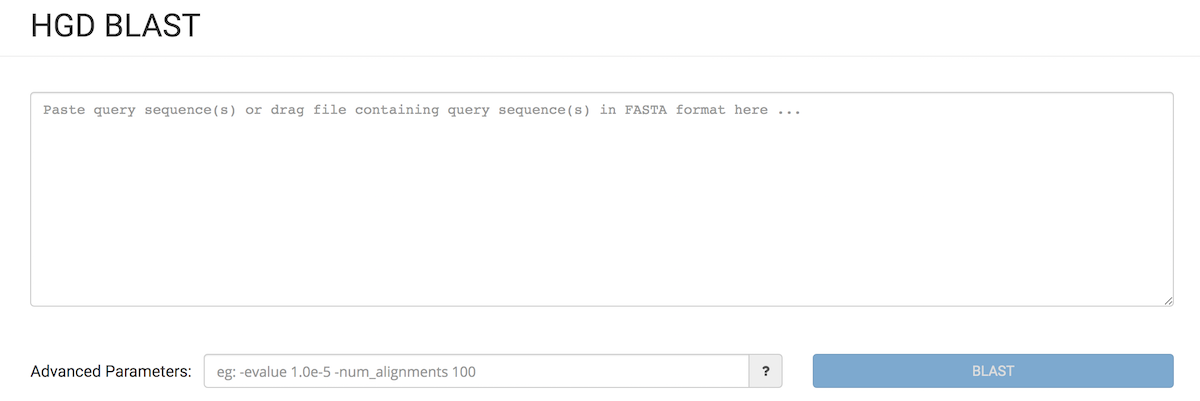 HGD BLAST
Paste query sequence(s) or drag file containing query sequence(s) in FASTA format here ...
Advanced Parameters: eg: -evalue 1.0e-5 -num_alignments 100 ? BLAST